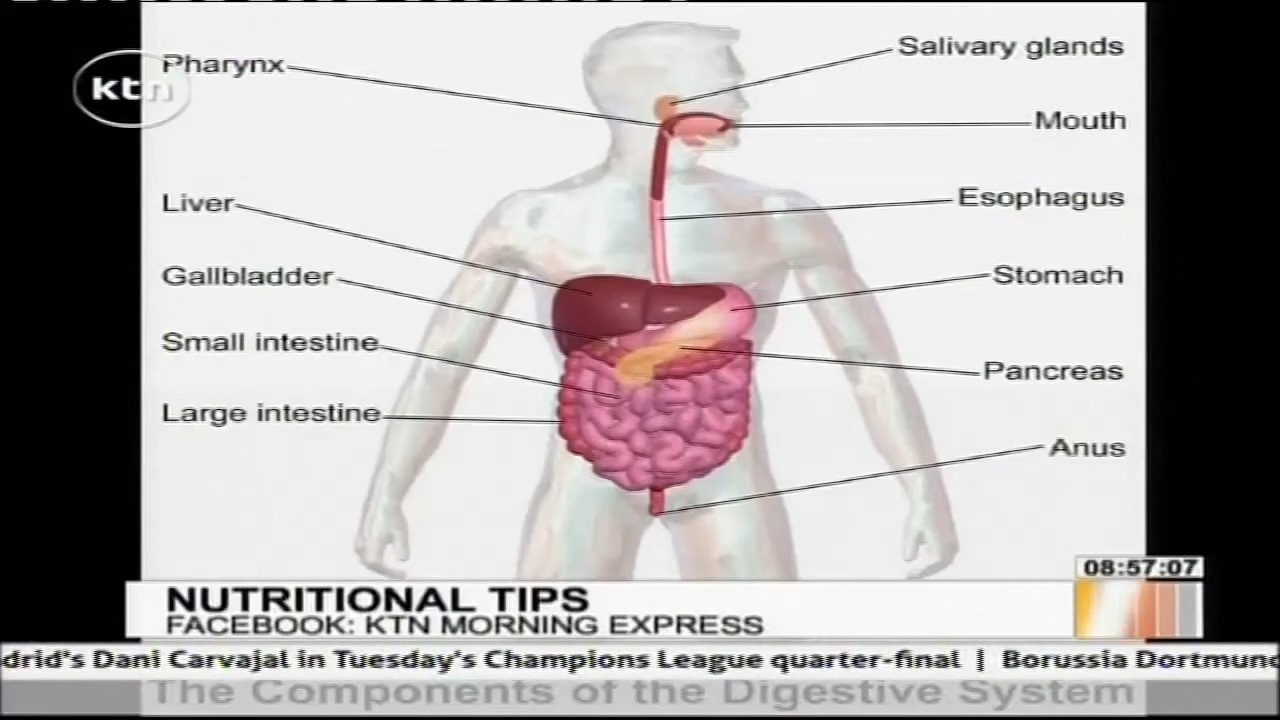 ktn
Pharynx
Salivary glands
Mouth
Liver
Esophagus
Gallbladder
Stomach
Small intestine
Pancreas
Large intestine
Anus
08:57:07
NUTRITIONAL TIPS
FACEBOOK: KTN MORNING EXPRESS
drid's Dani Carvajal in Tuesday's Champions League quarter-final | Borussia Dortmund
The Components of the Digestive System